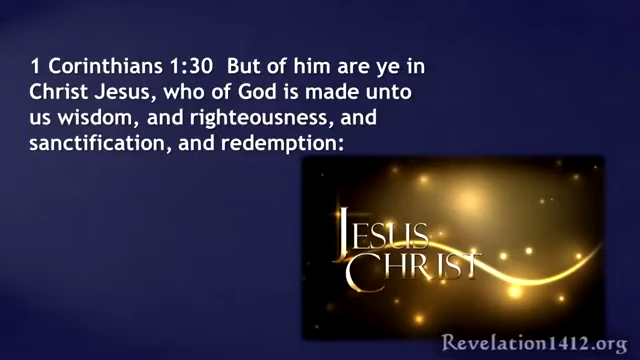 1 Corinthians 1:30  But of him are ye in
Christ Jesus, who of God is made unto
us wisdom, and righteousness, and
sanctification, and redemption:
JESUS
CHRIST
Revelation1412.org